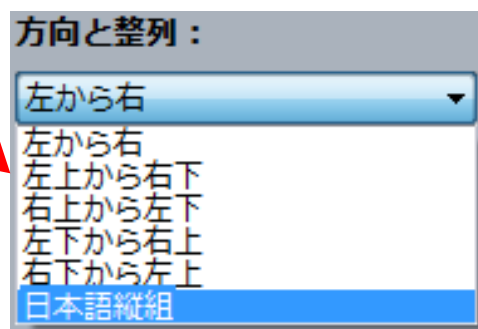 方向と整列：
左から右
左から右
左上から右下
右上から左下
左下から右上
右下から左上
日本語縦組